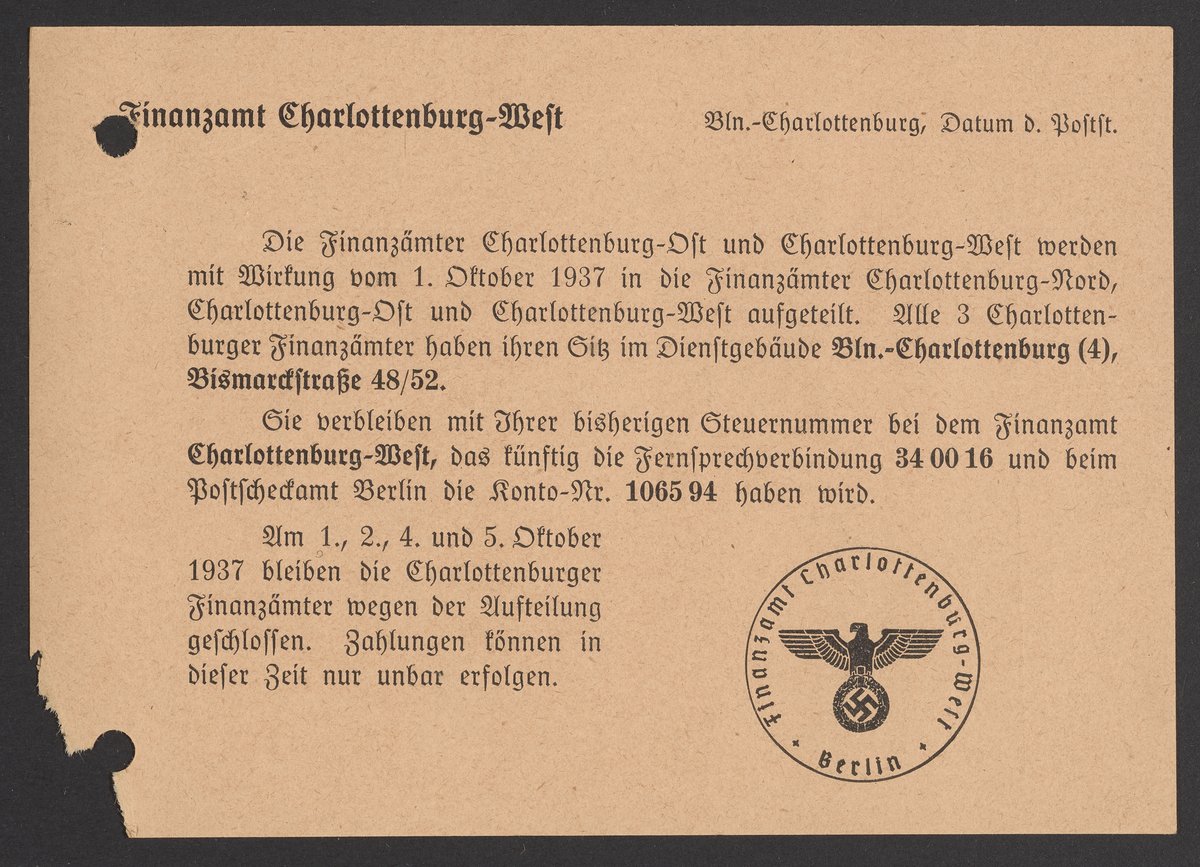 Finanzamt Charlottenburg-West
Bln.-Charlottenburg, Datum d. Postst.
Die Finanzämter Charlottenburg-Ost und Charlottenburg-West werden
mit Wirkung vom 1. Oktober 1937 in die Finanzämter Charlottenburg-Nord,
Charlottenburg-Ost und Charlottenburg-West aufgeteilt. Alle 3 Charlotten-
burger Finanzämter haben ihren Sitz im Dienstgebäude Bln.-Charlottenburg (4),
Bismarckstraße 48/52.
Sie verbleiben mit Ihrer bisherigen Steuernummer bei dem Finanzamt
Charlottenburg-West, das künftig die Fernsprechverbindung 34 00 16 und beim
Postscheckamt Berlin die Konto-Nr. 1065 94 haben wird.
Am 1., 2., 4. und 5. Oktober
1937 bleiben die Charlottenburger
Finanzämter wegen der Aufteilung
geschlossen. Zahlungen können in
dieser Zeit nur unbar erfolgen.
Finanzamt Charlottenburg-West
Berlin